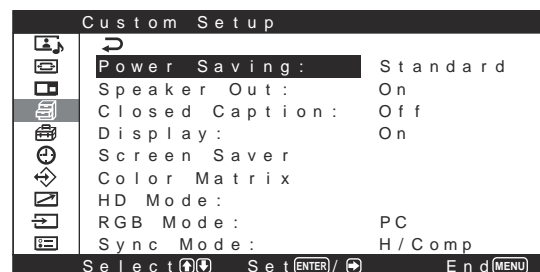 Custom Setup
Power Saving: Standard
Speaker Out: On
Closed Caption: Off
Display: On
Screen Saver
Color Matrix
HD Mode:
RGB Mode: PC
Sync Mode: H/Comp
Select Set ENTER / End MENU